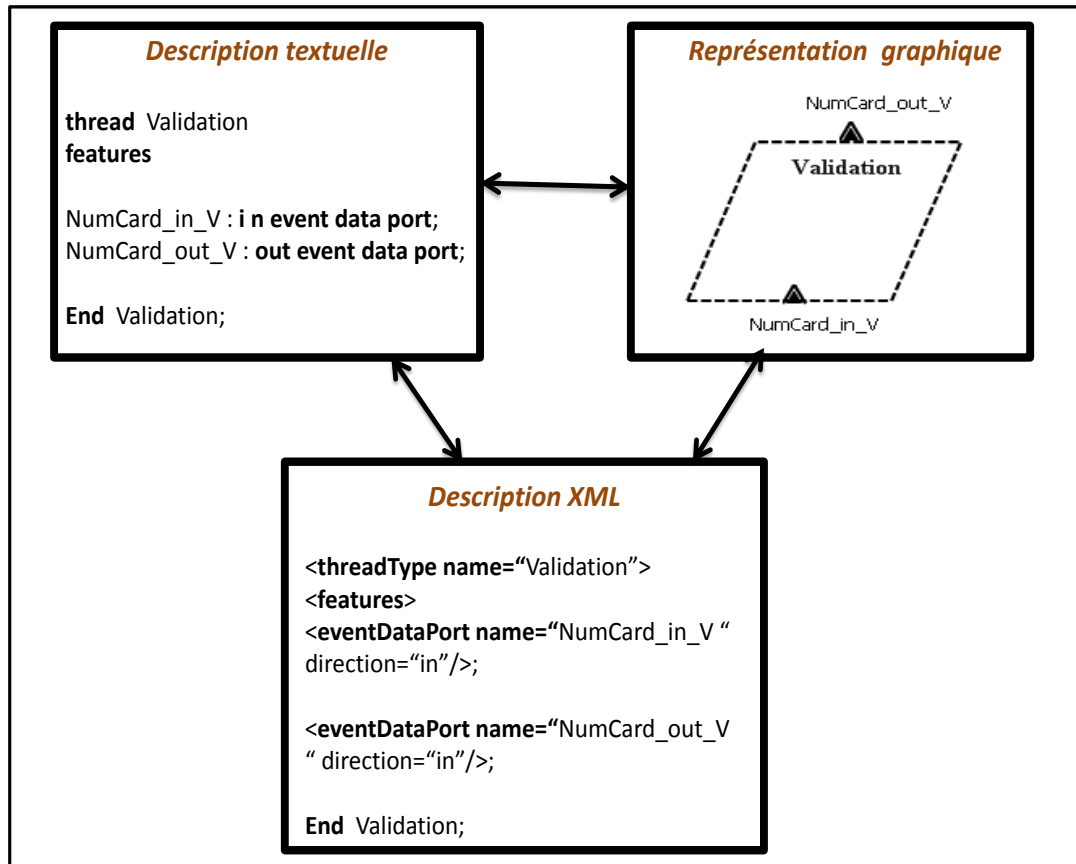 Description textuelle
thread Validation
features
NumCard_in_V : i n event data port;
NumCard_out_V : out event data port;
End Validation;
Représentation graphique
NumCard_out_V
Validation
NumCard_in_V
Description XML
<threadType name=“Validation”>
<features>
<eventDataPort name=“NumCard_in_V “
direction=“in”/>;
<eventDataPort name=“NumCard_out_V
“ direction=“in”/>;
End Validation;